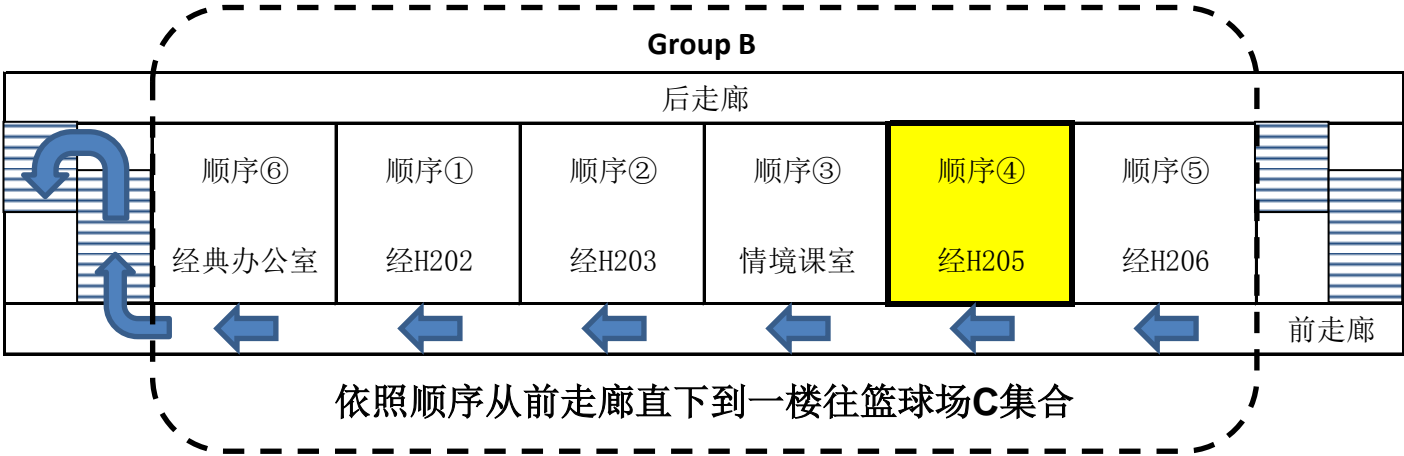 Group B
后走廊
顺序⑥
顺序①
顺序②
顺序③
顺序④
顺序⑤
经典办公室
经H202
经H203
情境课室
经H205
经H206
前走廊
依照顺序从前走廊直下到一楼往篮球场C集合